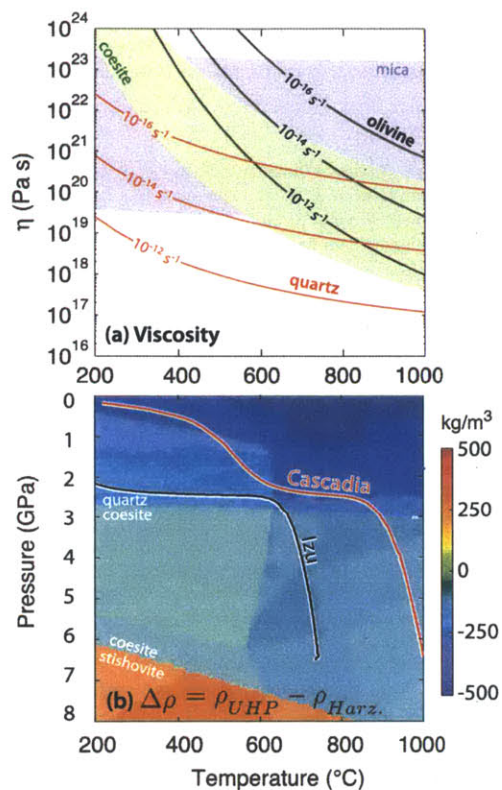 10^24
10^23
10^22
10^21
10^20
10^19
10^18
10^17
10^16
η (Pa s)
coesite
mica
10^-16 s^-1
olivine
10^-16 s^-1
10^-14 s^-1
10^-14 s^-1
10^-12 s^-1
10^-12 s^-1
quartz
(a) Viscosity
200 400 600 800 1000
0
1
2
3
4
5
6
7
8
Pressure (GPa)
Cascadia
quartz
coesite
Izu
coesite
stishovite
(b) Δρ = ρ_UHP − ρ_Harz.
200 400 600 800 1000
Temperature (°C)
kg/m³
500
250
0
-250
-500